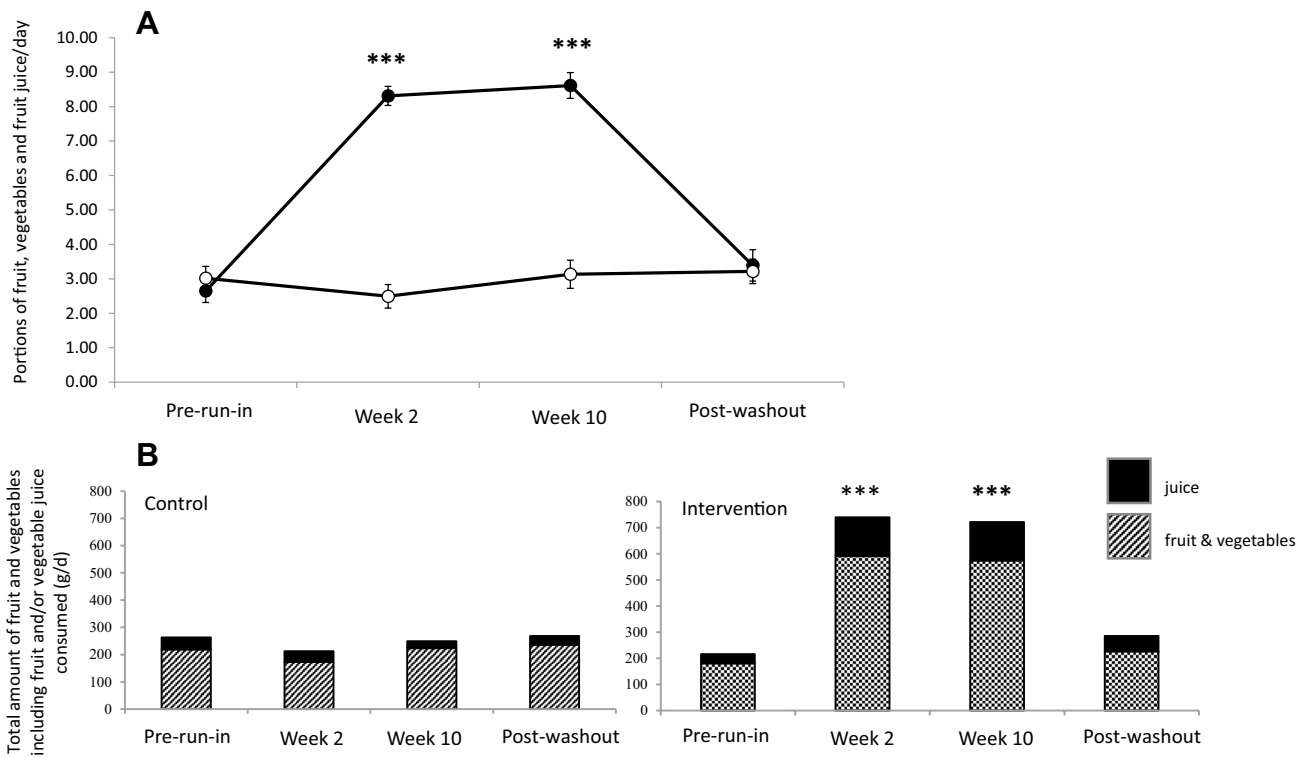 A
Portions of fruit, vegetables and fruit juice/day
10.00
9.00
8.00
7.00
6.00
5.00
4.00
3.00
2.00
1.00
0.00
***
***
Pre-run-in
Week 2
Week 10
Post-washout
B
Total amount of fruit and vegetables
including fruit and/or vegetable juice
consumed (g/d)
Control
800
700
600
500
400
300
200
100
0
Pre-run-in
Week 2
Week 10
Post-washout
Intervention
800
700
600
500
400
300
200
100
0
***
***
Pre-run-in
Week 2
Week 10
Post-washout
juice
fruit & vegetables